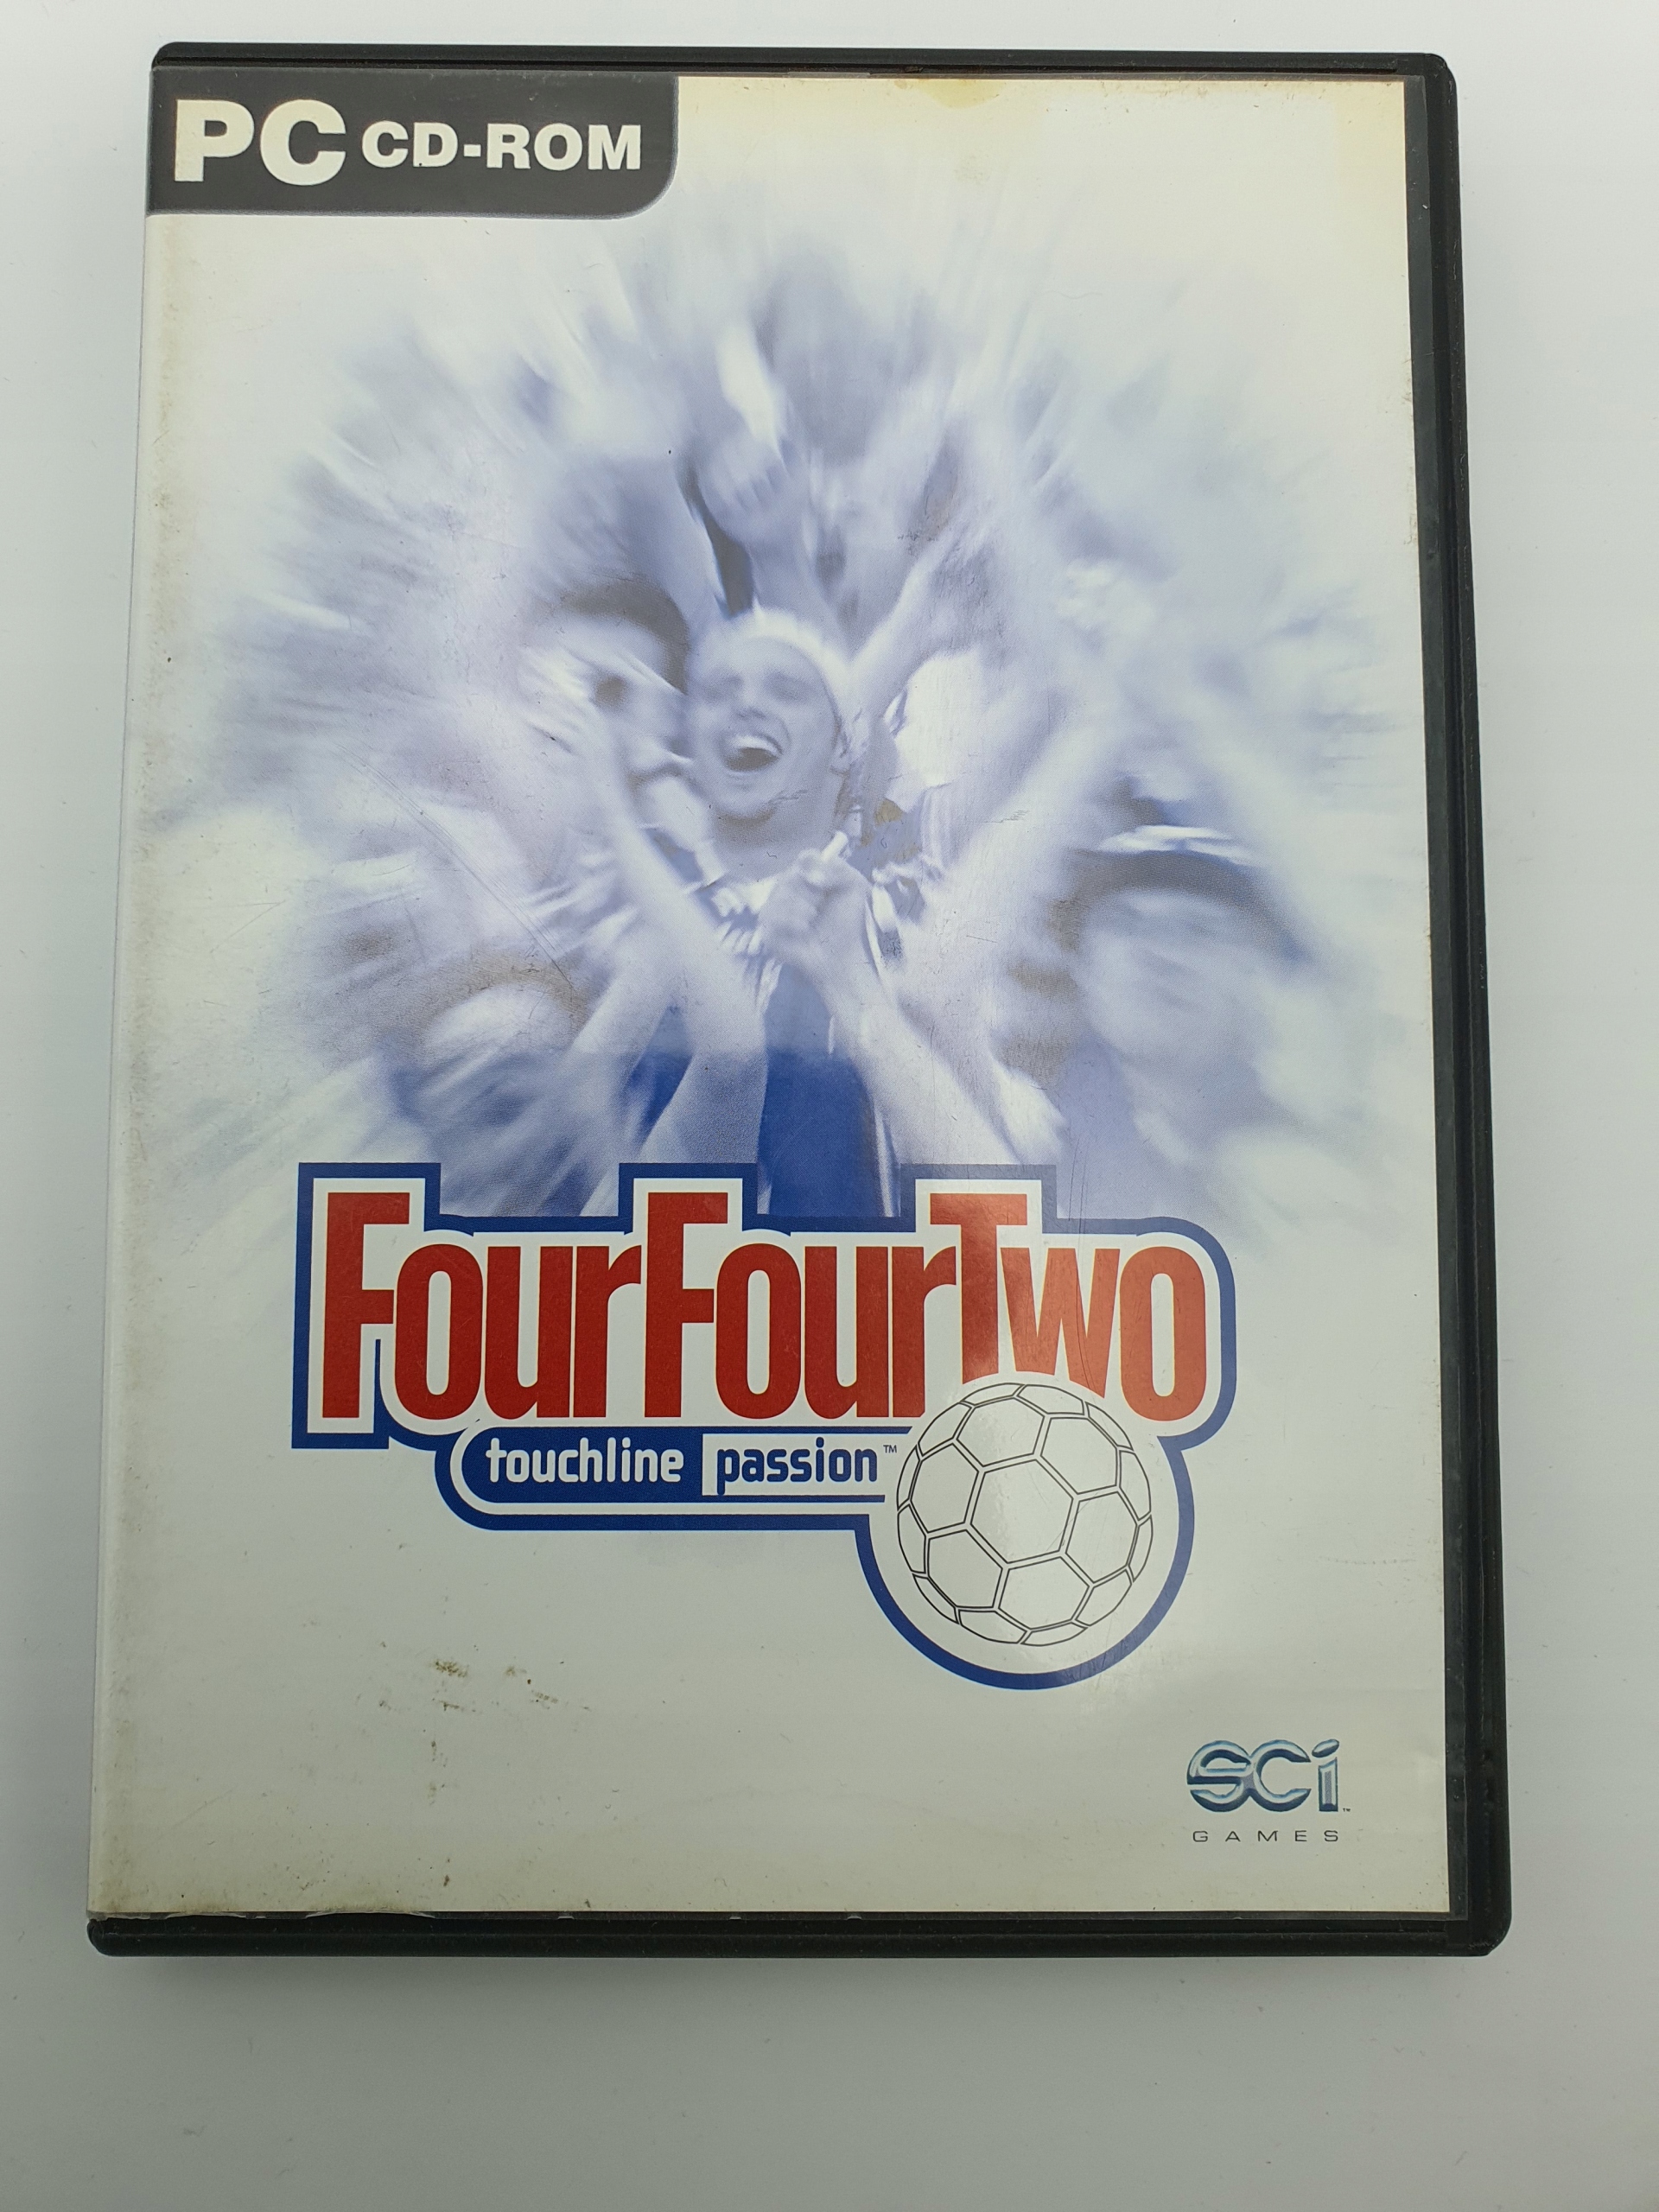 PC CD-ROM
FourFourTwo
touchline passion™
SCi™
GAMES